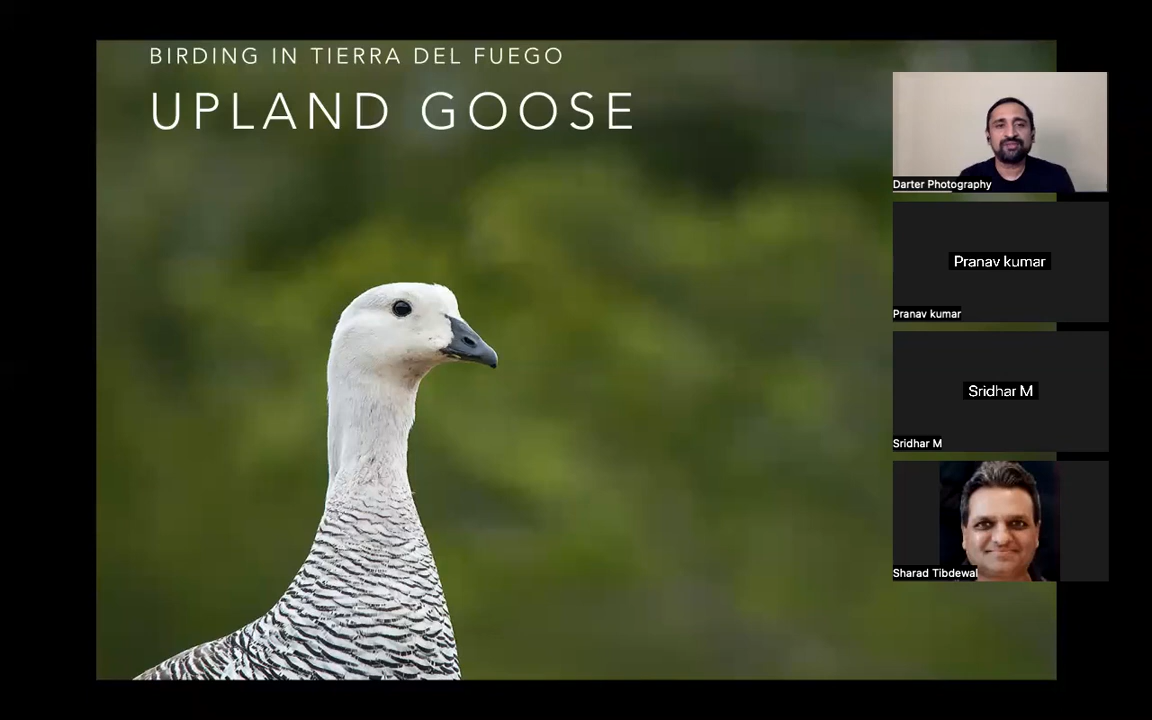 BIRDING IN TIERRA DEL FUEGO
UPLAND GOOSE
Darter Photography
Pranav kumar
Pranav kumar
Sridhar M
Sridhar M
Sharad Tibdewal